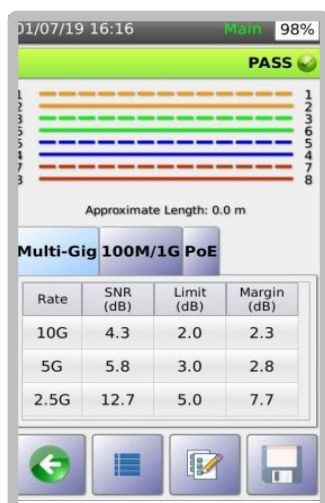 01/07/19 16:16 Main 98%
PASS
1 1
2 2
3 3
6 6
5 5
4 4
7 7
8 8
Approximate Length: 0.0 m
Multi-Gig 100M/1G PoE
Rate SNR (dB) Limit (dB) Margin (dB)
10G 4.3 2.0 2.3
5G 5.8 3.0 2.8
2.5G 12.7 5.0 7.7